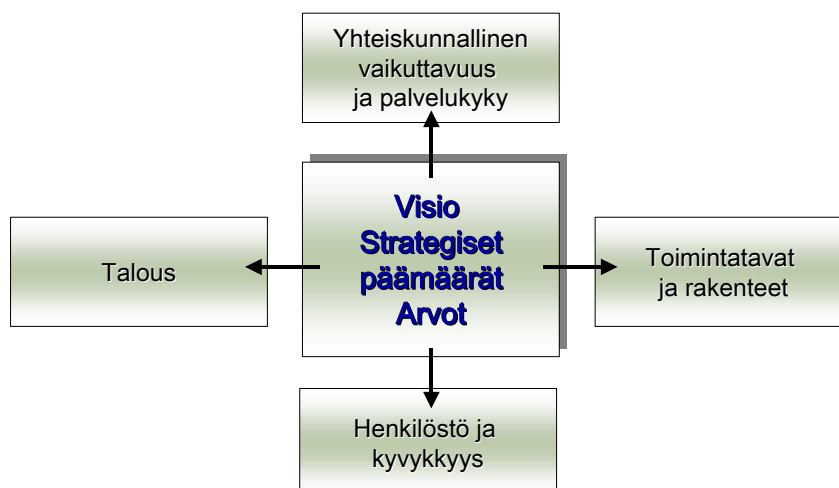 Yhteiskunnallinen
vaikuttavuus
ja palvelukyky
Visio
Strategiset
päämäärät
Arvot
Talous
Toimintatavat
ja rakenteet
Henkilöstö ja
kyvykkyys